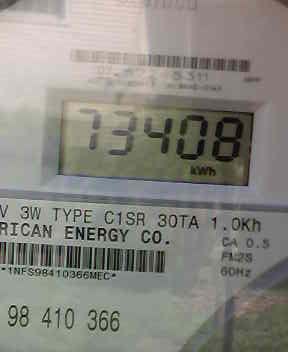 73408
kWh
V 3W TYPE C1SR 30TA 1.0Kh
RICAN ENERGY CO.
CA 0.5
FM2S
60Hz
*1NFS98410366MEC*
98 410 366